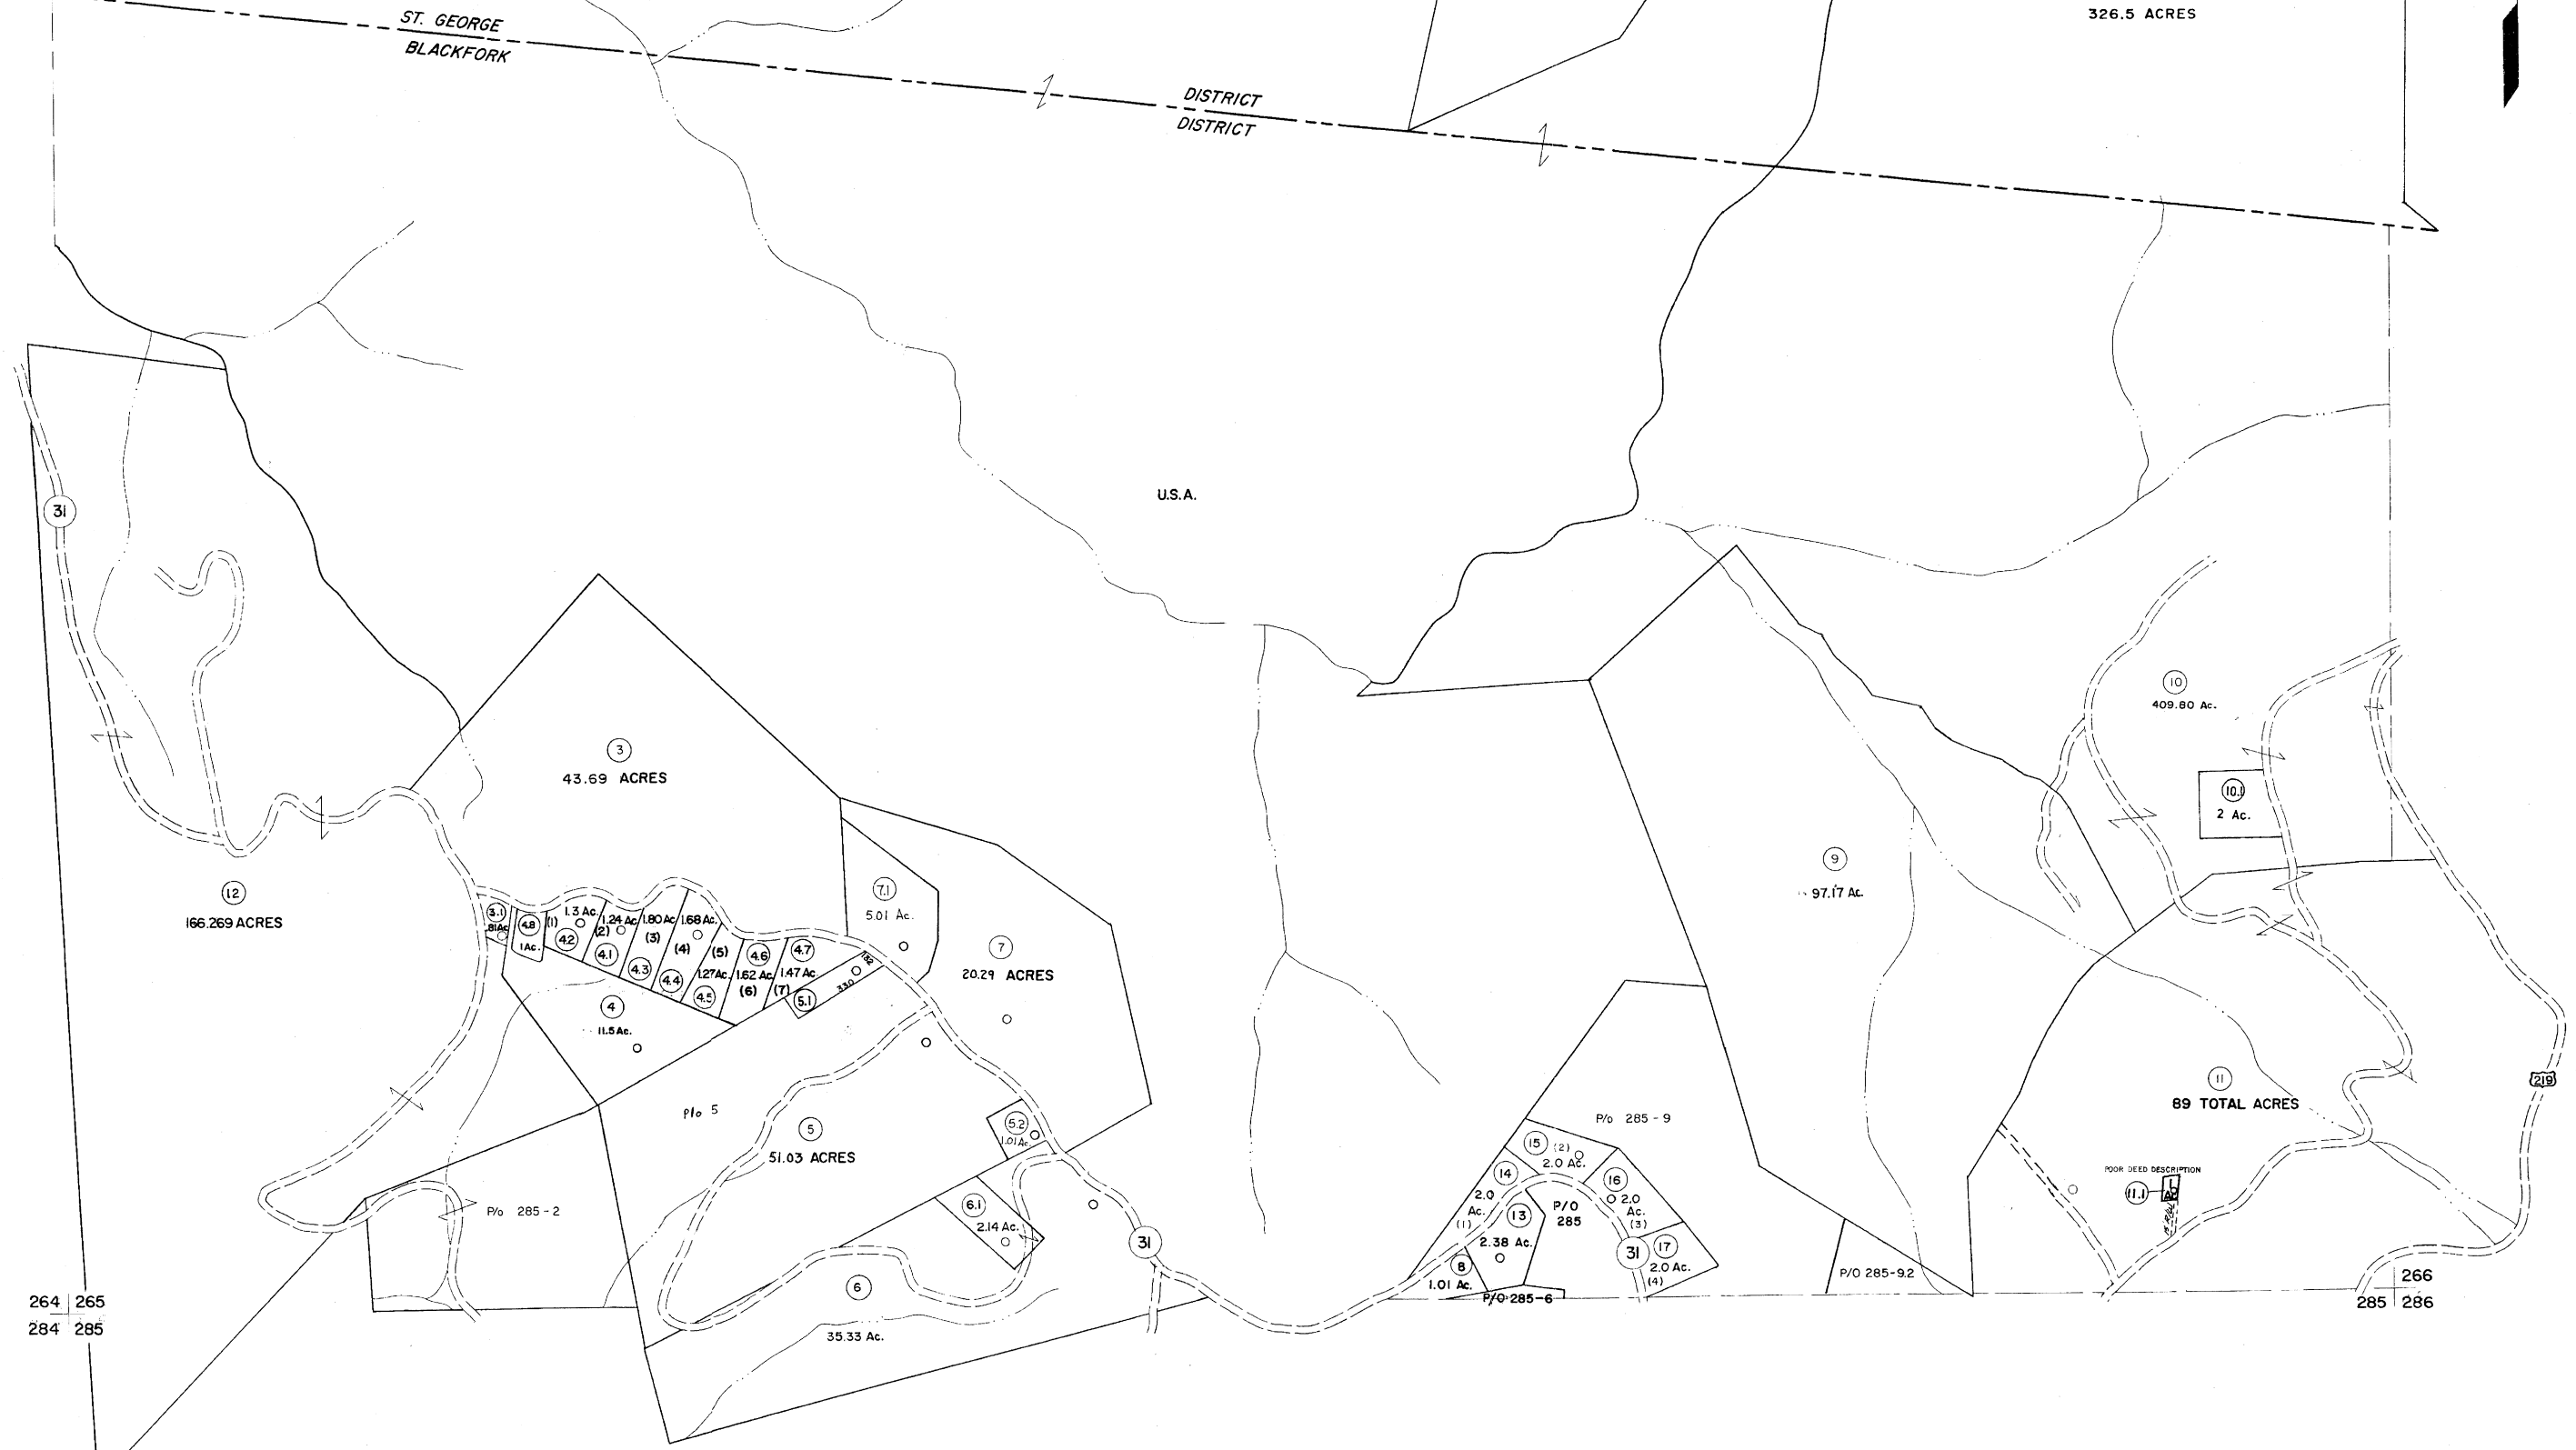 326.5 ACRES
ST. GEORGE
BLACKFORK
DISTRICT
DISTRICT
U.S.A.
31
10
409.80 Ac.
3
43.69 ACRES
10.1
2 Ac.
9
97.17 Ac.
12
166.269 ACRES
7.1
5.01 Ac.
3.1
.81Ac
4.8
1Ac.
(1)
1.3 Ac.
4.2
1.24 Ac.
(2)
4.1
1.80Ac.
(3)
4.3
1.68 Ac.
(4)
4.4
(5)
1.27Ac.
4.5
4.6
1.62 Ac.
(6)
4.7
1.47 Ac.
(7)
5.1
182
330
7
20.29 ACRES
4
11.5 Ac.
P/o 5
5
51.03 ACRES
5.2
1.01 Ac.
P/o 285-9
11
89 TOTAL ACRES
219
15
(2)
2.0 Ac.
14
2.0
Ac.
(1)
16
2.0
Ac.
(3)
POOR DEED DESCRIPTION
11.1
1
AC
P/o 285-2
6.1
2.14 Ac.
13
2.38 Ac.
P/O
285
31
31
17
2.0 Ac.
(4)
8
1.01 Ac.
P/O 285-6
P/O 285-9.2
6
35.33 Ac.
264 265
284 285
266
285 286